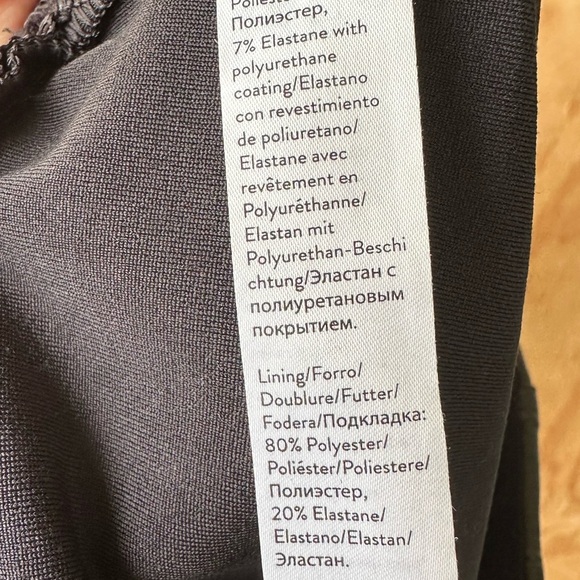 Полиэстер,
7% Elastane with
polyurethane
coating/Elastano
con revestimiento
de poliuretano/
Elastane avec
revêtement en
Polyuréthanne/
Elastan mit
Polyurethan-Beschi
chtung/Эластан с
полиуретановым
покрытием.
Lining/Forro/
Doublure/Futter/
Fodera/Подкладка:
80% Polyester/
Poliéster/Poliestere/
Полиэстер,
20% Elastane/
Elastano/Elastan/
Эластан.